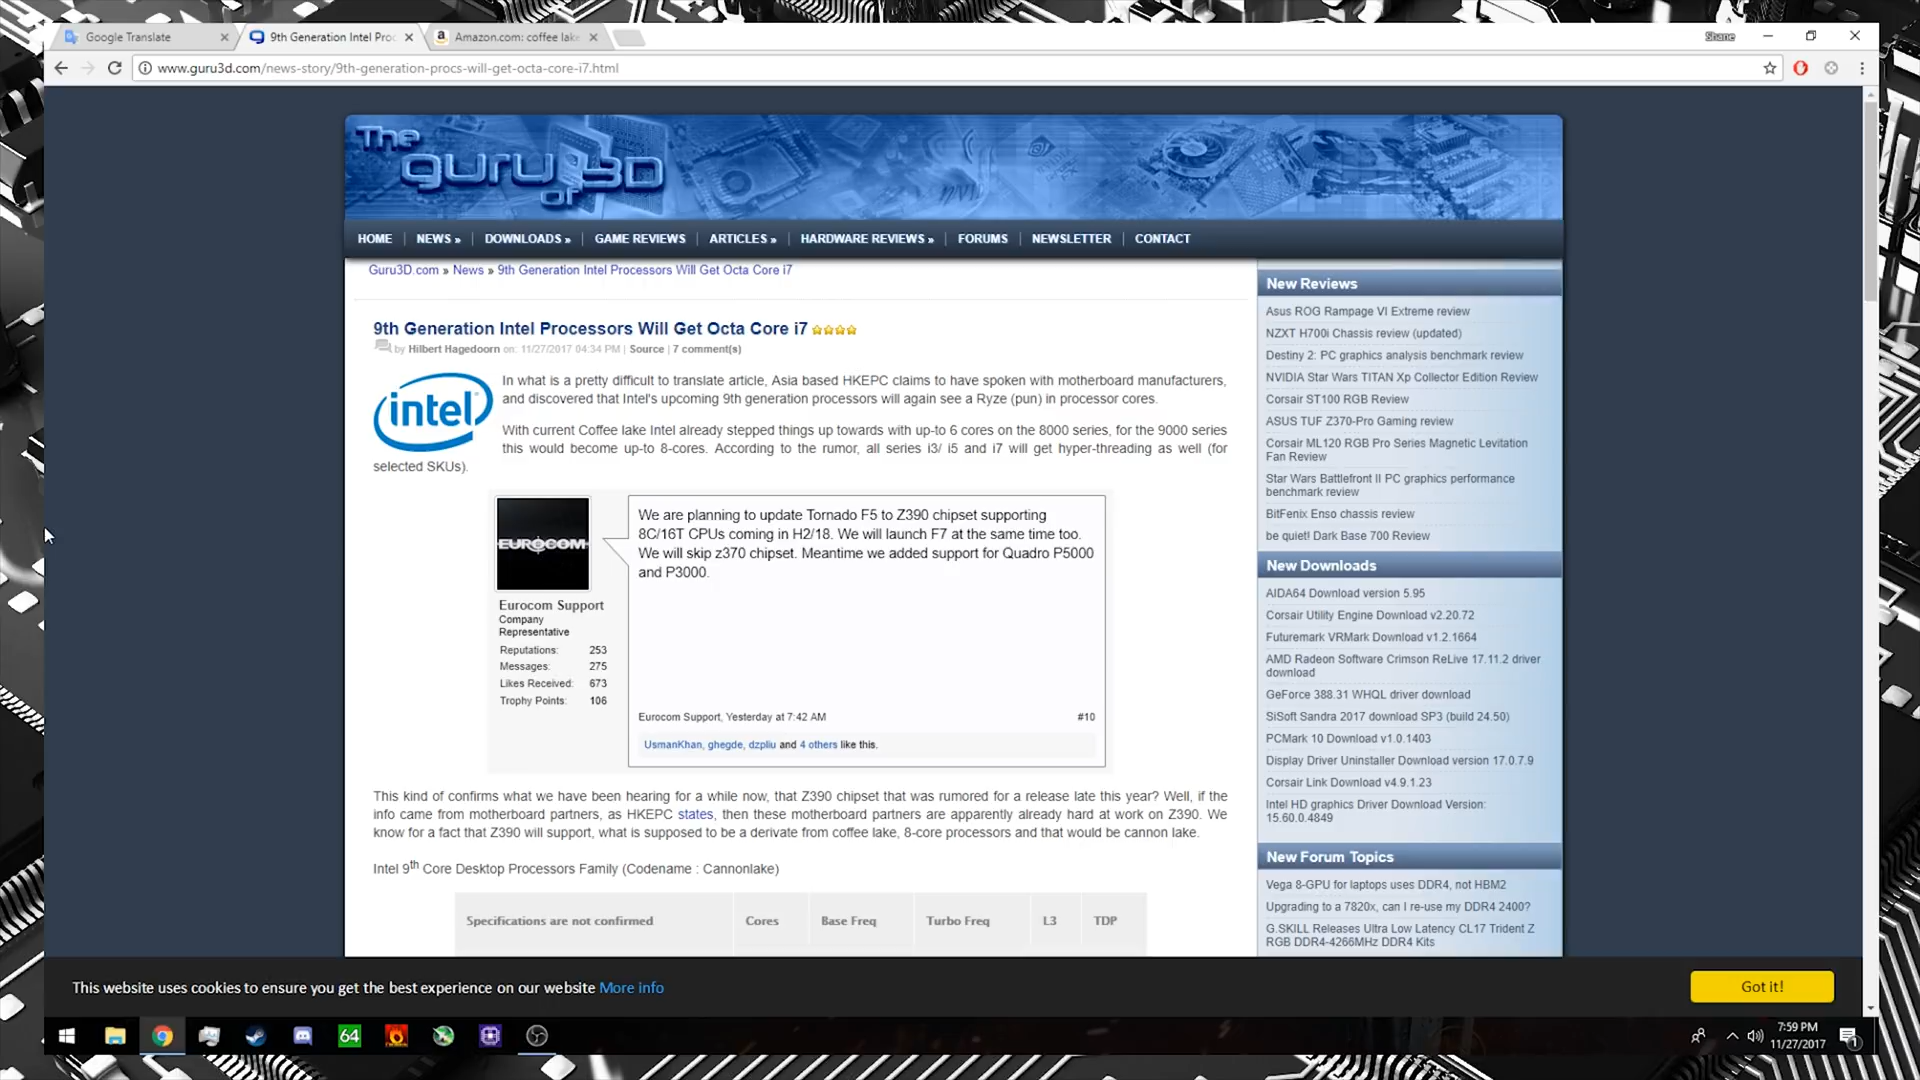 Google Translate
9th Generation Intel Proc
Amazon.com: coffee lak
Shane
www.guru3d.com/news-story/9th-generation-procs-will-get-octa-core-i7.html
The
guru
of 3D
HOME
NEWS »
DOWNLOADS »
GAME REVIEWS
ARTICLES »
HARDWARE REVIEWS »
FORUMS
NEWSLETTER
CONTACT
Guru3D.com » News » 9th Generation Intel Processors Will Get Octa Core i7
9th Generation Intel Processors Will Get Octa Core i7
by Hilbert Hagedoorn on: 11/27/2017 04:34 PM | Source | 7 comment(s)
intel
In what is a pretty difficult to translate article, Asia based HKEPC claims to have spoken with motherboard manufacturers,
and discovered that Intel's upcoming 9th generation processors will again see a Ryze (pun) in processor cores.
With current Coffee lake Intel already stepped things up towards with up-to 6 cores on the 8000 series, for the 9000 series
this would become up-to 8-cores. According to the rumor, all series i3/ i5 and i7 will get hyper-threading as well (for
selected SKUs).
EUROCOM
Eurocom Support
Company
Representative
Reputations: 253
Messages: 275
Likes Received: 673
Trophy Points: 106
We are planning to update Tornado F5 to Z390 chipset supporting
8C/16T CPUs coming in H2/18. We will launch F7 at the same time too.
We will skip z370 chipset. Meantime we added support for Quadro P5000
and P3000.
Eurocom Support, Yesterday at 7:42 AM
#10
UsmanKhan, ghegde, dzpliu and 4 others like this.
This kind of confirms what we have been hearing for a while now, that Z390 chipset that was rumored for a release late this year? Well, if the
info came from motherboard partners, as HKEPC states, then these motherboard partners are apparently already hard at work on Z390. We
know for a fact that Z390 will support, what is supposed to be a derivate from coffee lake, 8-core processors and that would be cannon lake.
Intel 9th Core Desktop Processors Family (Codename : Cannonlake)
Specifications are not confirmed
Cores
Base Freq
Turbo Freq
L3
TDP
New Reviews
Asus ROG Rampage VI Extreme review
NZXT H700i Chassis review (updated)
Destiny 2: PC graphics analysis benchmark review
NVIDIA Star Wars TITAN Xp Collector Edition Review
Corsair ST100 RGB Review
ASUS TUF Z370-Pro Gaming review
Corsair ML120 RGB Pro Series Magnetic Levitation
Fan Review
Star Wars Battlefront II PC graphics performance
benchmark review
BitFenix Enso chassis review
be quiet! Dark Base 700 Review
New Downloads
AIDA64 Download version 5.95
Corsair Utility Engine Download v2.20.72
Futuremark VRMark Download v1.2.1664
AMD Radeon Software Crimson ReLive 17.11.2 driver
download
GeForce 388.31 WHQL driver download
SiSoft Sandra 2017 download SP3 (build 24.50)
PCMark 10 Download v1.0.1403
Display Driver Uninstaller Download version 17.0.7.9
Corsair Link Download v4.9.1.23
Intel HD graphics Driver Download Version:
15.60.0.4849
New Forum Topics
Vega 8-GPU for laptops uses DDR4, not HBM2
Upgrading to a 7820x, can I re-use my DDR4 2400?
G.SKILL Releases Ultra Low Latency CL17 Trident Z
RGB DDR4-4266MHz DDR4 Kits
This website uses cookies to ensure you get the best experience on our website More info
Got it!
64
7:59 PM
11/27/2017
1